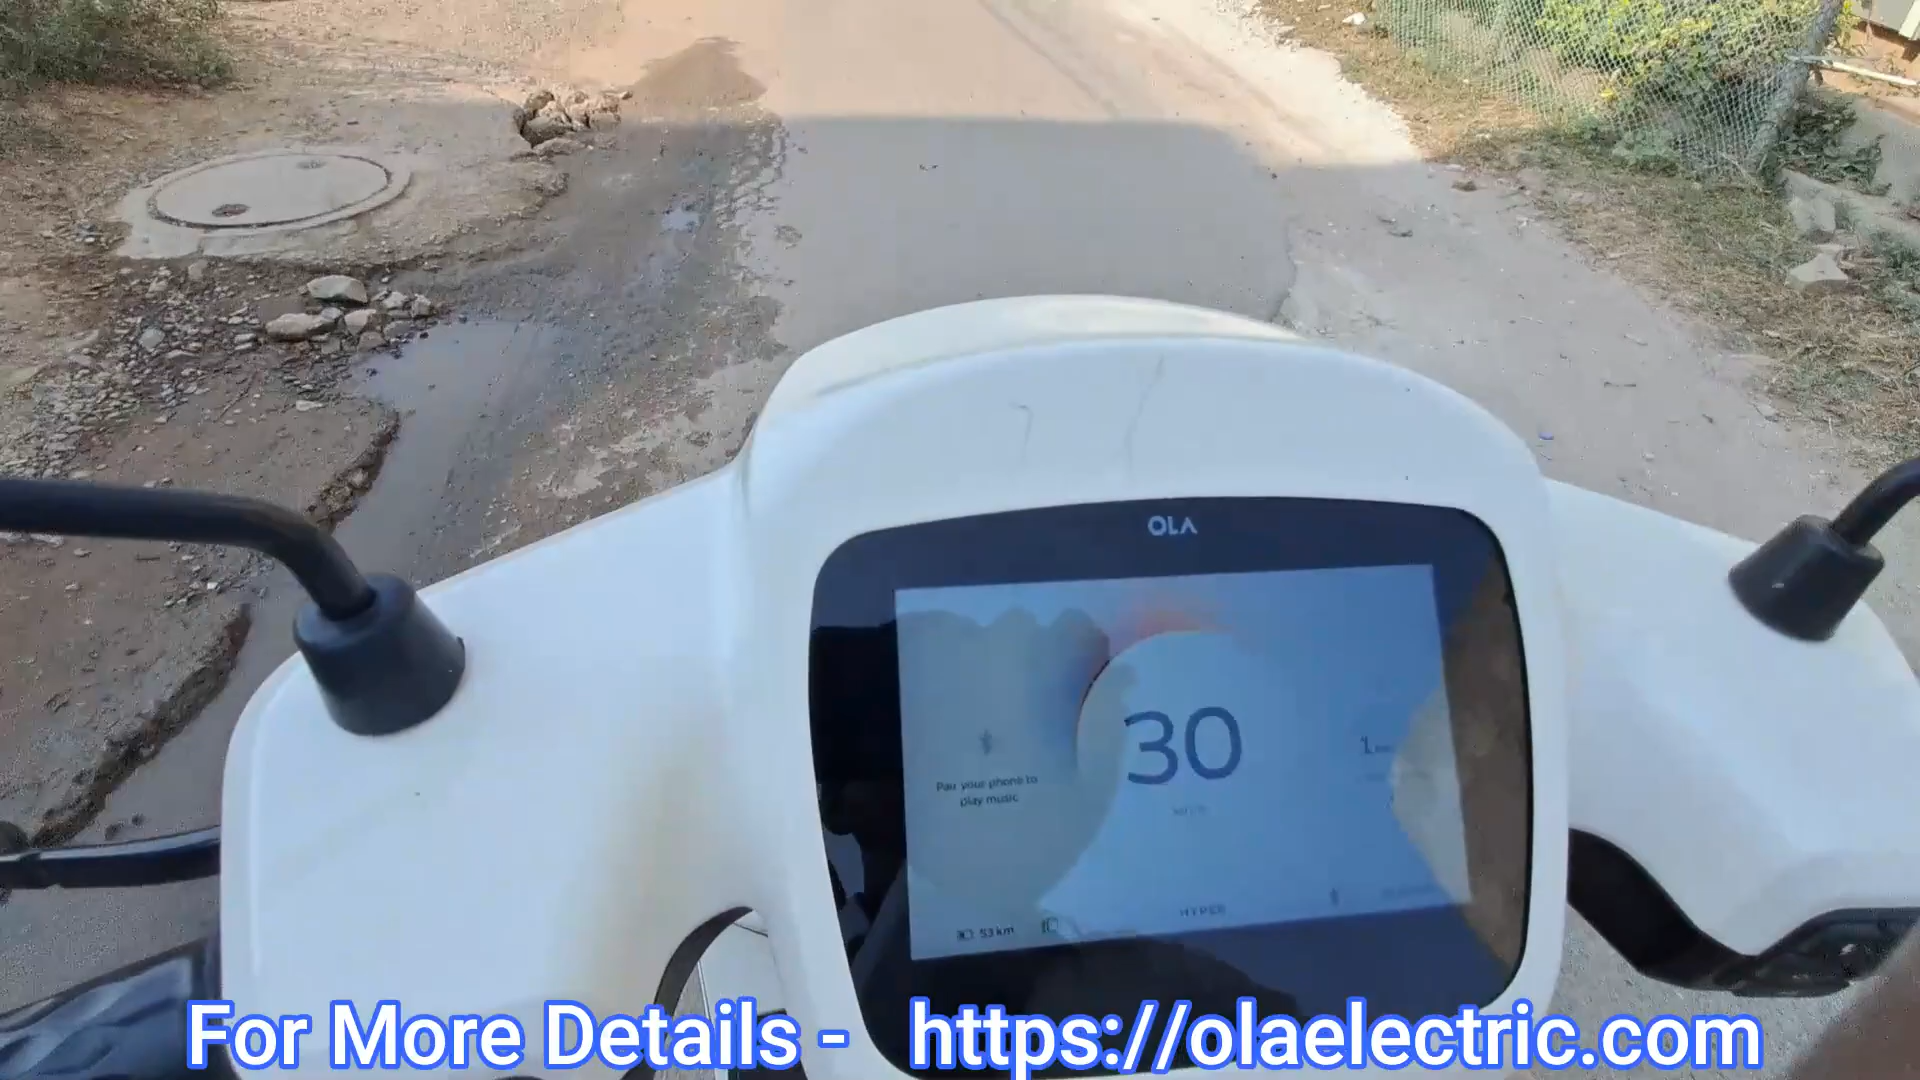 OLA
30
Pair your phone to
play music
53 km
HYPER
For More Details - https://olaelectric.com